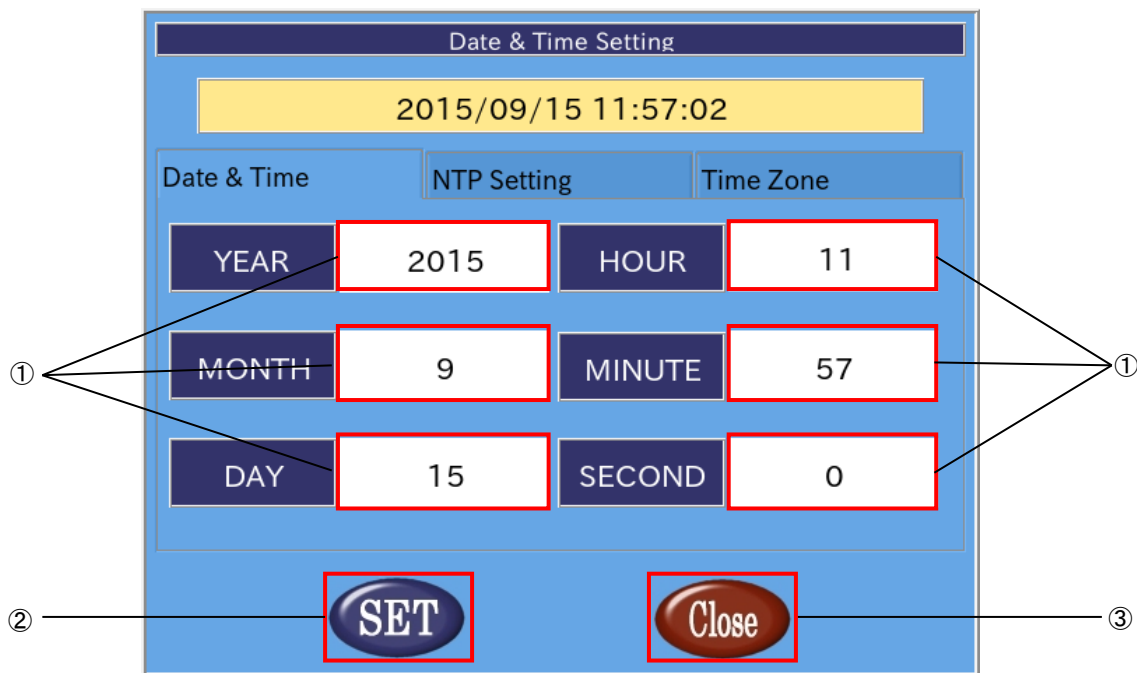 Date & Time Setting
2015/09/15 11:57:02
Date & Time NTP Setting Time Zone
YEAR 2015 HOUR 11
① MONTH 9 MINUTE 57 ①
DAY 15 SECOND 0
② SET Close ③